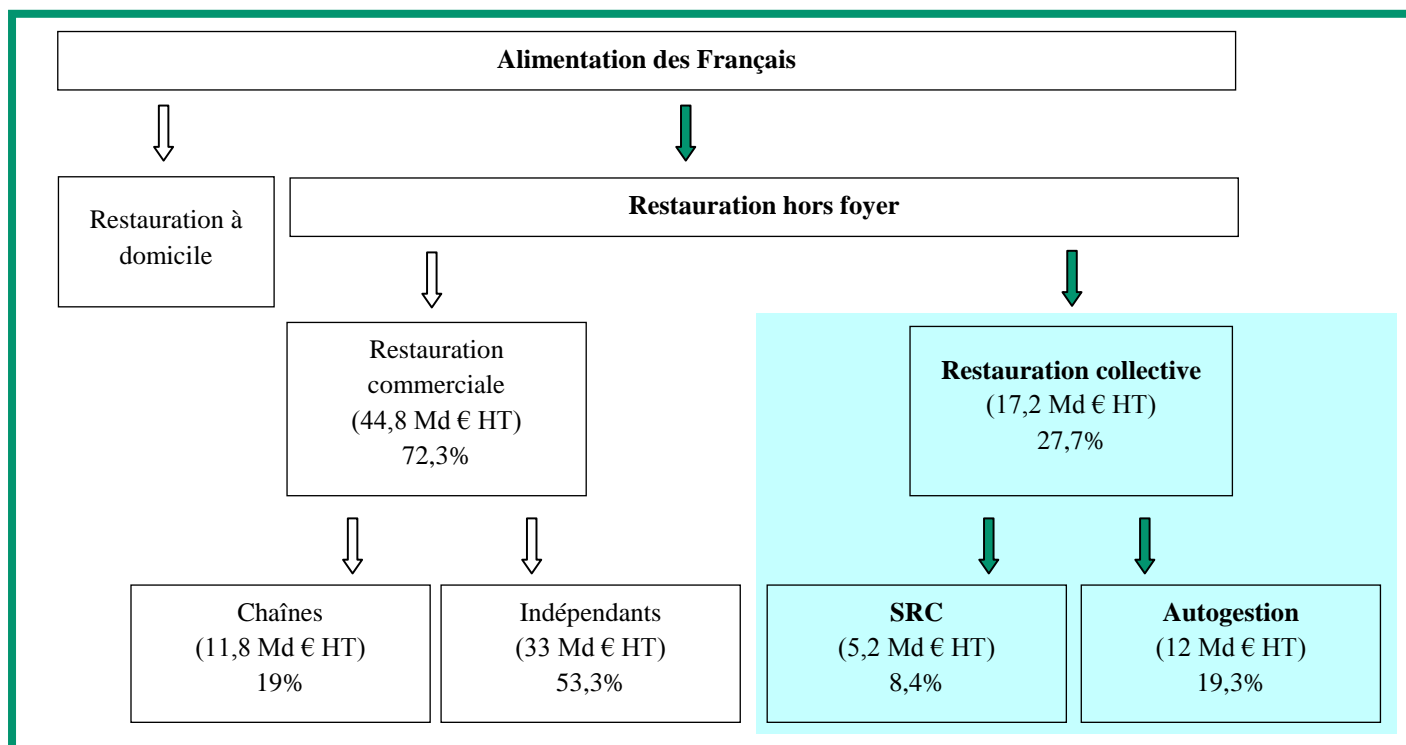 Alimentation des Français
Restauration à
domicile
Restauration hors foyer
Restauration
commerciale
(44,8 Md € HT)
72,3%
Restauration collective
(17,2 Md € HT)
27,7%
Chaînes
(11,8 Md € HT)
19%
Indépendants
(33 Md € HT)
53,3%
SRC
(5,2 Md € HT)
8,4%
Autogestion
(12 Md € HT)
19,3%